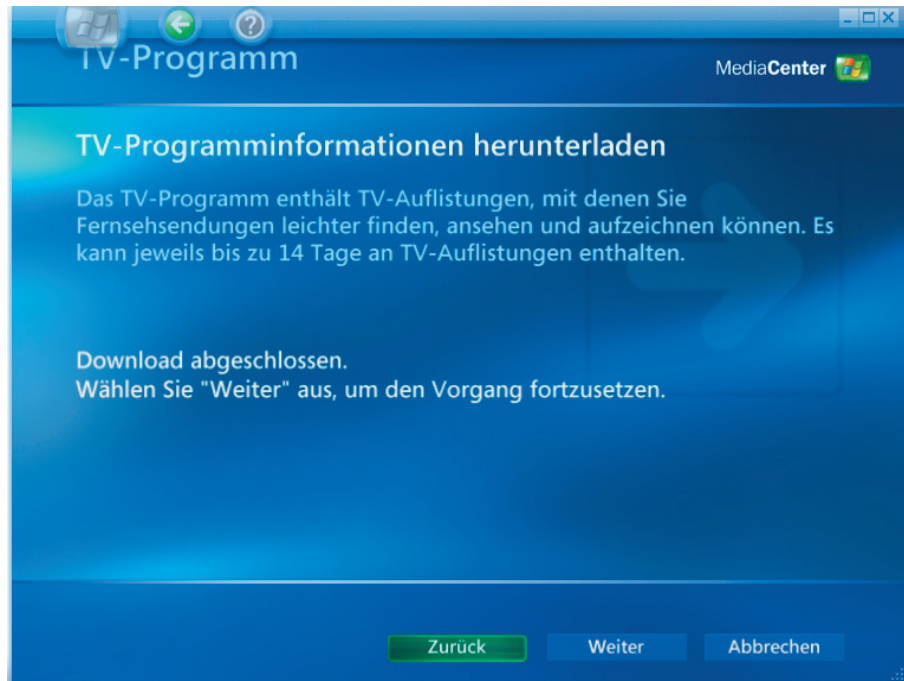 TV-Programm
MediaCenter
TV-Programminformationen herunterladen
Das TV-Programm enthält TV-Auflistungen, mit denen Sie
Fernsehsendungen leichter finden, ansehen und aufzeichnen können. Es
kann jeweils bis zu 14 Tage an TV-Auflistungen enthalten.
Download abgeschlossen.
Wählen Sie "Weiter" aus, um den Vorgang fortzusetzen.
Zurück Weiter Abbrechen